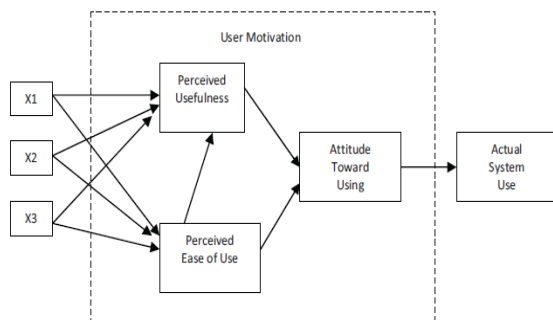 User Motivation
X1
X2
X3
Perceived
Usefulness
Perceived
Ease of Use
Attitude
Toward
Using
Actual
System
Use